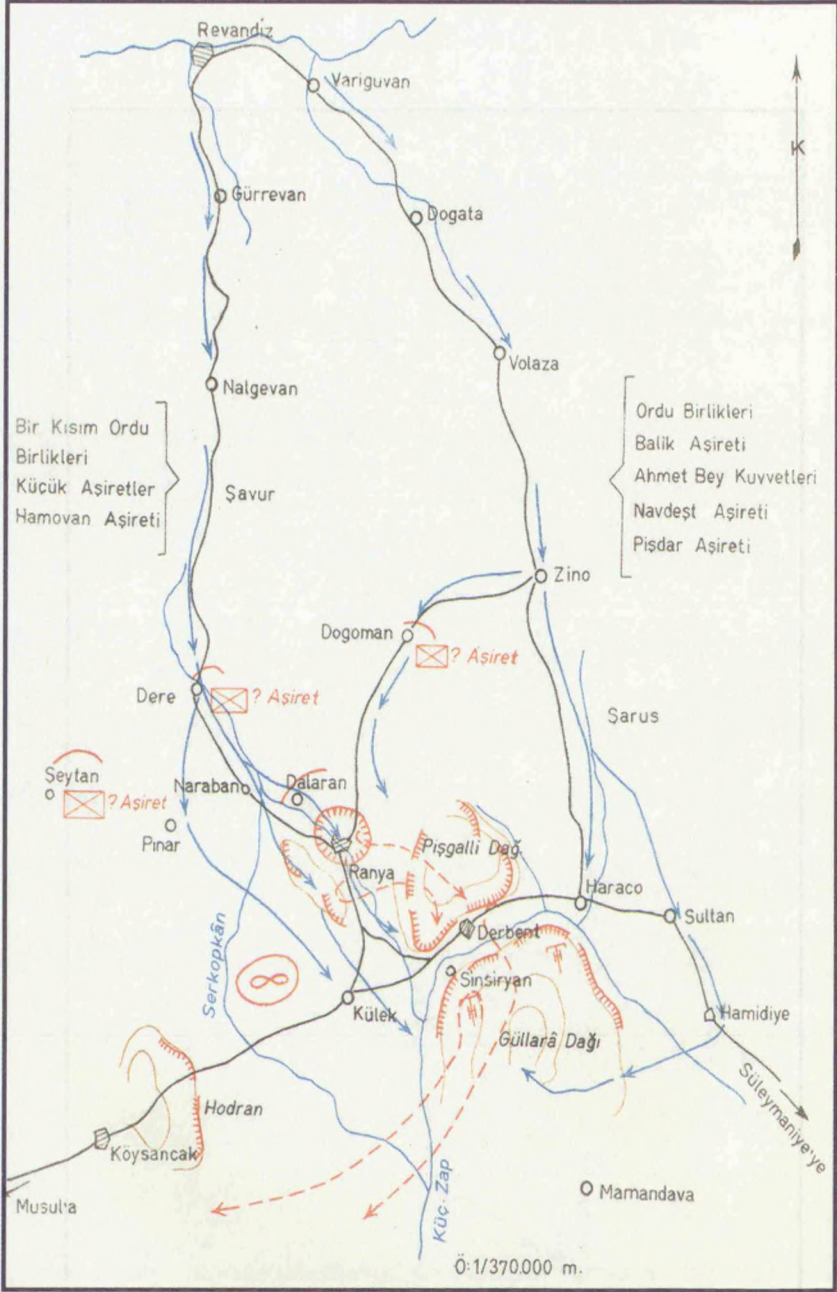 Revandiz
Variguvan
K
Gürrevan
Dogata
Volaza
Nalgevan
Bir Kısım Ordu
Birlikleri
Küçük Aşiretler
Hamovan Aşireti
Şavur
Ordu Birlikleri
Balik Aşireti
Ahmet Bey Kuvvetleri
Navdeşt Aşireti
Pişdar Aşireti
Zino
Dogoman
? Aşiret
Dere
? Aşiret
Şarus
Şeytan
? Aşiret
Naraban
Dalaran
Pınar
Ranya
Pişgalli Dağ.
Haraco
Sultan
Derbent
Sinsiryan
Serkopkân
Külek
Güllarâ Dağı
Hamidiye
Süleymaniye'ye
Hodran
Köysancak
Musul'a
Küç. Zap
Mamandava
Ö:1/370.000 m.